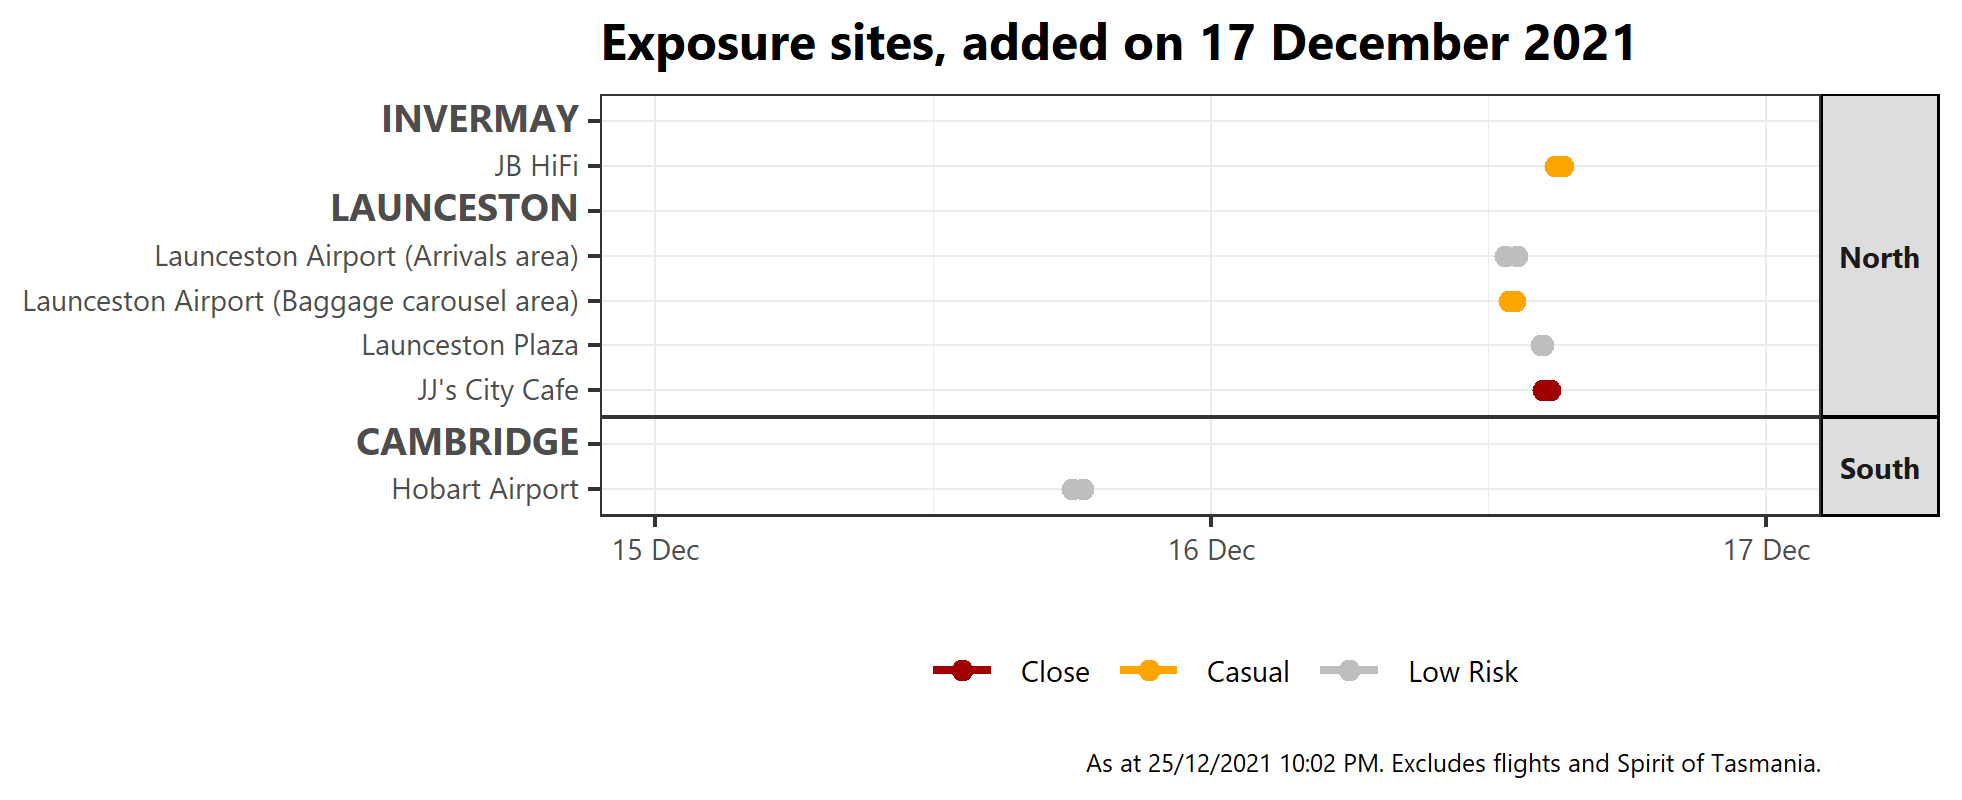 Exposure sites, added on 17 December 2021
INVERMAY
JB HiFi
LAUNCESTON
Launceston Airport (Arrivals area)
Launceston Airport (Baggage carousel area)
Launceston Plaza
JJ's City Cafe
North
CAMBRIDGE
Hobart Airport
South
15 Dec 16 Dec 17 Dec
Close Casual Low Risk
As at 25/12/2021 10:02 PM. Excludes flights and Spirit of Tasmania.